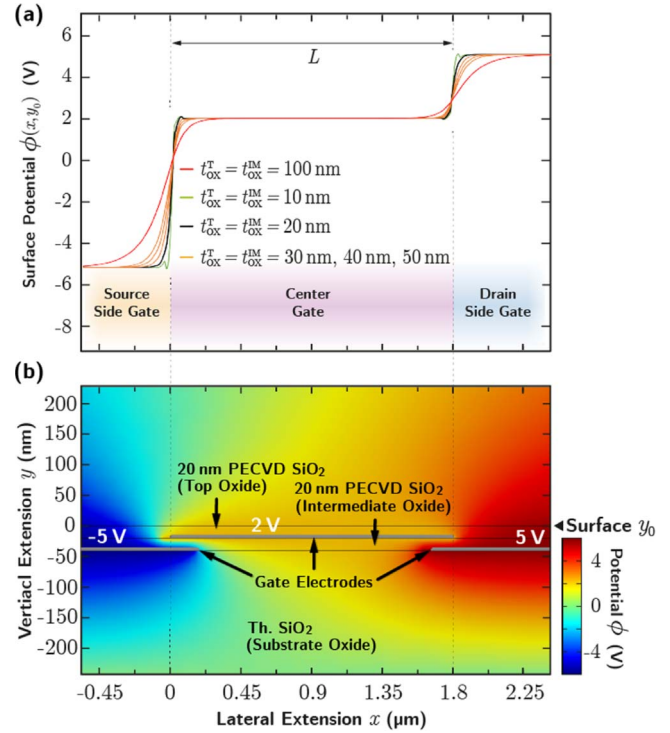 (a)
6
4
2
0
-2
-4
-6
-8
Surface Potential ϕ(x,y₀) (V)
L
t_ox^T = t_ox^IM = 100 nm
t_ox^T = t_ox^IM = 10 nm
t_ox^T = t_ox^IM = 20 nm
t_ox^T = t_ox^IM = 30 nm, 40 nm, 50 nm
Source
Side Gate
Center
Gate
Drain
Side Gate
(b)
200
150
100
50
0
-50
-100
-150
-200
Vertiacl Extension y (nm)
20 nm PECVD SiO₂
(Top Oxide)
20 nm PECVD SiO₂
(Intermediate Oxide)
-5 V
2 V
5 V
Surface y₀
Gate Electrodes
Th. SiO₂
(Substrate Oxide)
4
0
-4
Potential ϕ
(V)
-0.45 0 0.45 0.9 1.35 1.8 2.25
Lateral Extension x (µm)